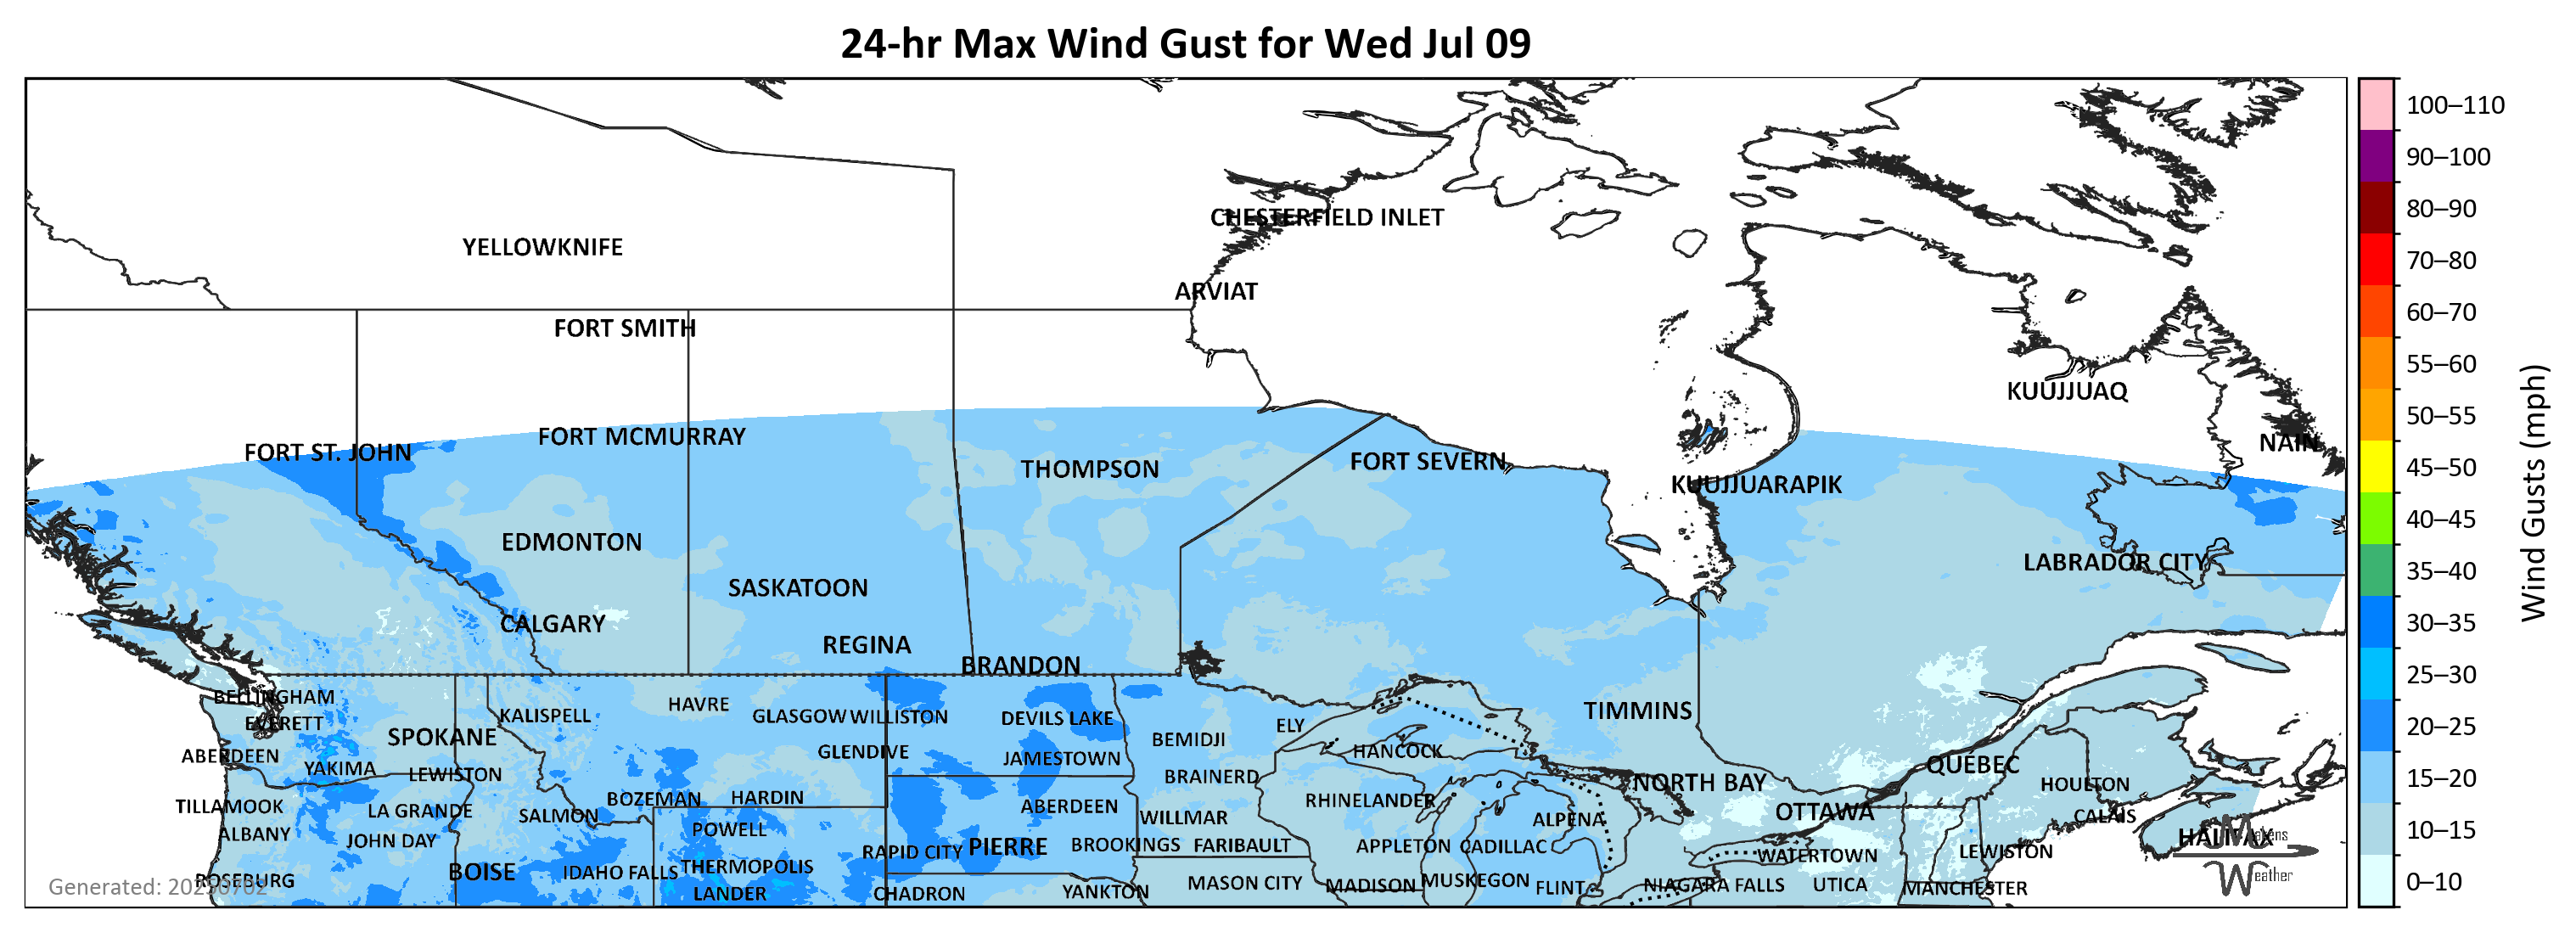 24-hr Max Wind Gust for Wed Jul 09
100–110
90–100
80–90
70–80
60–70
55–60
50–55
45–50
40–45
35–40
30–35
25–30
20–25
15–20
10–15
0–10
Wind Gusts (mph)
CHESTERFIELD INLET
YELLOWKNIFE
ARVIAT
FORT SMITH
KUUJJUAQ
FORT MCMURRAY
NAIN
FORT ST. JOHN
FORT SEVERN
THOMPSON
KUUJJUARAPIK
EDMONTON
LABRADOR CITY
SASKATOON
CALGARY
REGINA
BRANDON
BELLINGHAM
HAVRE
TIMMINS
KALISPELL
GLASGOW
WILLISTON
DEVILS LAKE
EVERETT
ELY
SPOKANE
BEMIDJI
GLENDIVE
HANCOCK
ABERDEEN
JAMESTOWN
QUÉBEC
YAKIMA
LEWISTON
BRAINERD
NORTH BAY
HOULTON
BOZEMAN
HARDIN
RHINELANDER
TILLAMOOK
LA GRANDE
ABERDEEN
SALMON
OTTAWA
CALAIS
WILLMAR
ALPENA
POWELL
ALBANY
HALIFAX
Makens
JOHN DAY
BROOKINGS
FARIBAULT
APPLETON
CADILLAC
PIERRE
RAPID CITY
LEWISTON
WATERTOWN
THERMOPOLIS
BOISE
IDAHO FALLS
Weather
ROSEBURG
MUSKEGON
MASON CITY
MADISON
NIAGARA FALLS
UTICA
Generated: 20250702
FLINT
MANCHESTER
LANDER
CHADRON
YANKTON